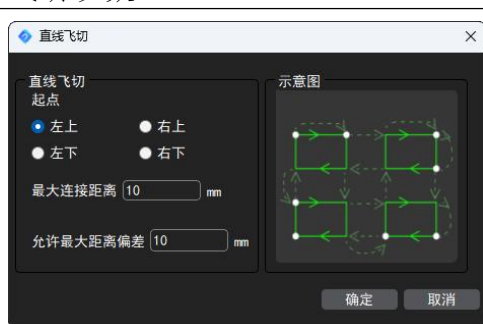 直线飞切
直线飞切
起点
左上
右上
左下
右下
最大连接距离 10 mm
允许最大距离偏差 10 mm
示意图
确定
取消